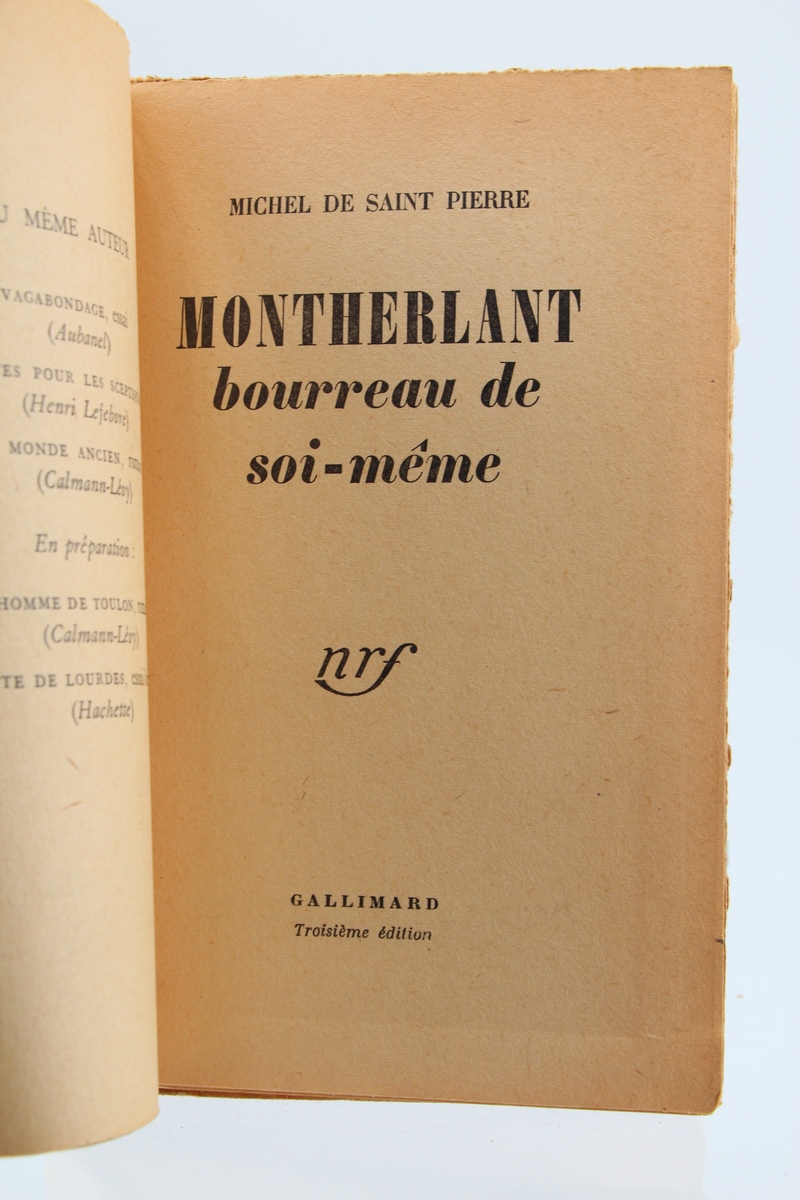 MÊME AUTEUR
VAGABONDAGE, essai
(Aubanel)
POUR LES
(Henri Lefebvre)
MONDE ANCIEN,
(Calmann-Lévy)
En préparation :
HOMME DE TOULON,
(Calmann-Lévy)
DE LOURDES,
(Hachette)
MICHEL DE SAINT PIERRE
MONTHERLANT
bourreau de
soi-même
nrf
GALLIMARD
Troisième édition